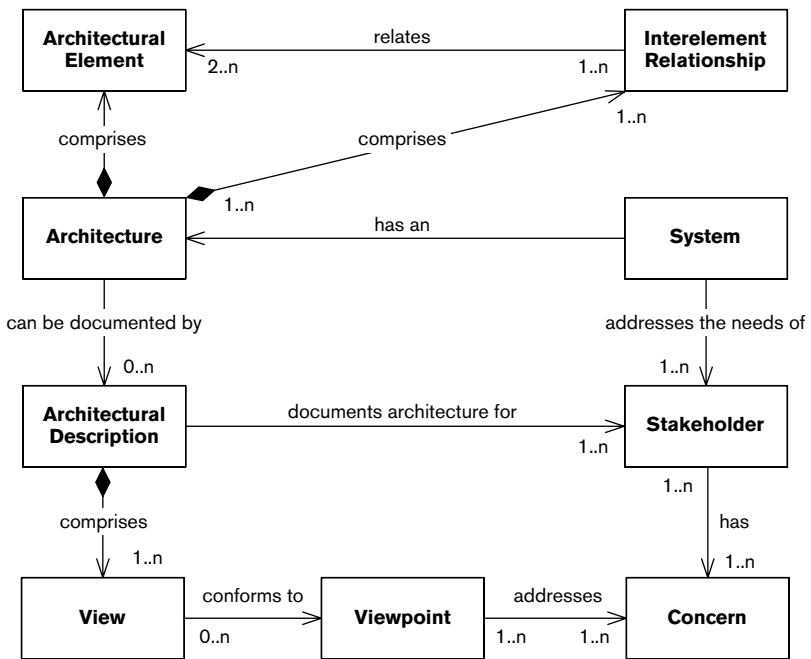 Architectural
Element
relates
2..n
1..n
Interelement
Relationship
1..n
comprises
comprises
1..n
Architecture
has an
System
can be documented by
addresses the needs of
0..n
1..n
Architectural
Description
documents architecture for
1..n
Stakeholder
1..n
comprises
has
1..n
1..n
View
conforms to
0..n
Viewpoint
addresses
1..n
1..n
Concern